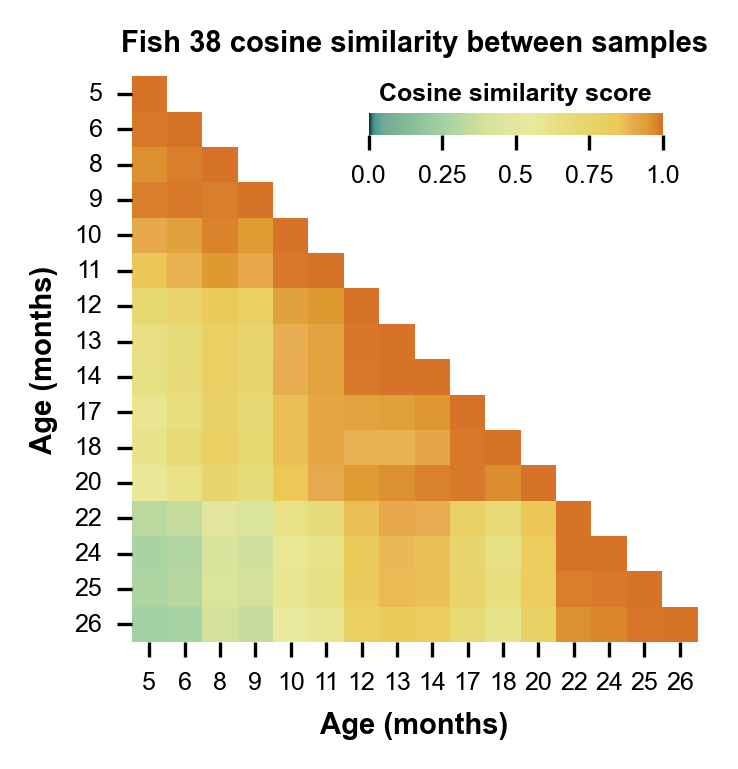 Fish 38 cosine similarity between samples
Cosine similarity score
0.0 0.25 0.5 0.75 1.0
Age (months)
5
6
8
9
10
11
12
13
14
17
18
20
22
24
25
26
5 6 8 9 10 11 12 13 14 17 18 20 22 24 25 26
Age (months)